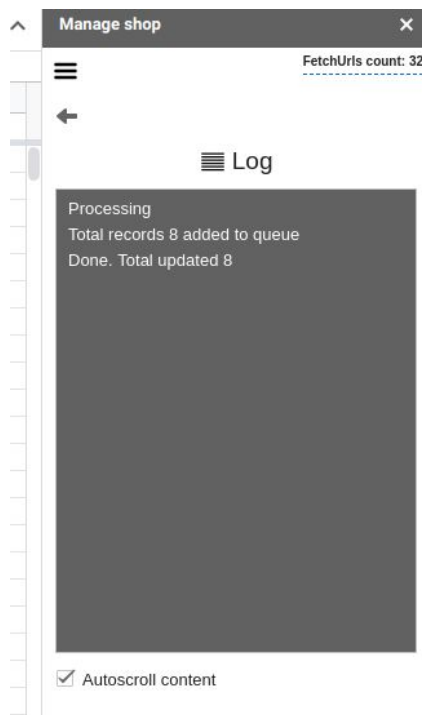 Manage shop
FetchUrls count: 32
Log
Processing
Total records 8 added to queue
Done. Total updated 8
Autoscroll content